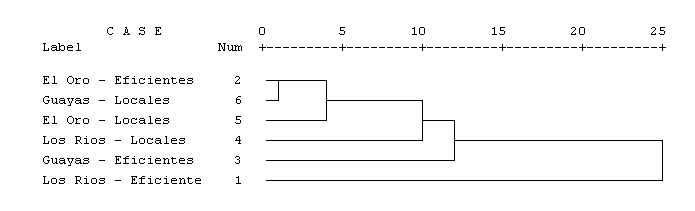 C A S E 0 5 10 15 20 25
Label Num +---------+---------+---------+---------+---------+
El Oro - Eficientes 2
Guayas - Locales 6
El Oro - Locales 5
Los Rios - Locales 4
Guayas - Eficientes 3
Los Rios - Eficiente 1